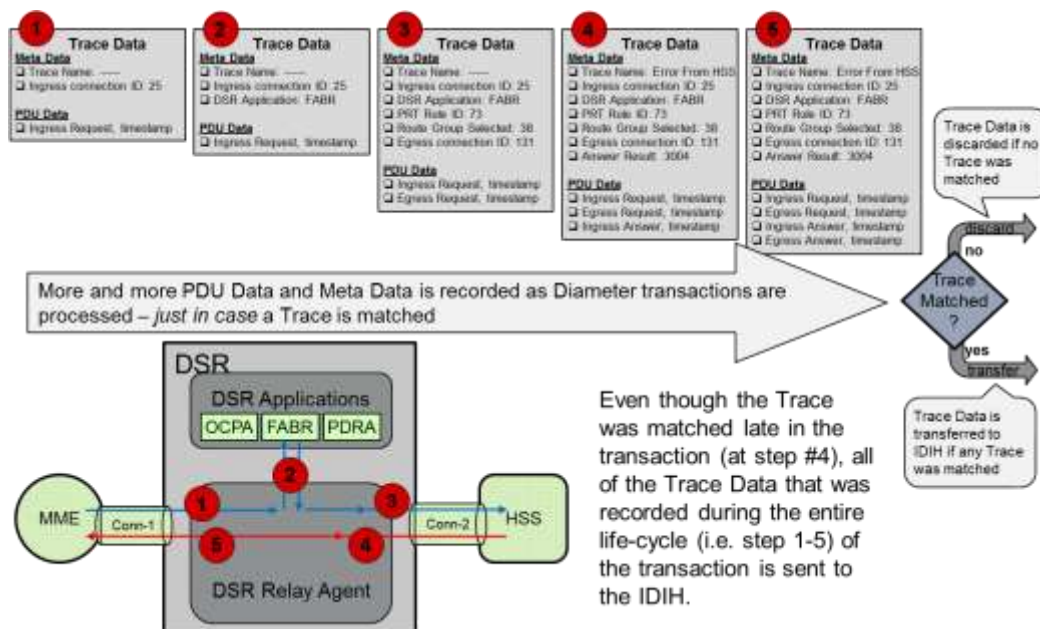 1
Trace Data
Meta Data
❑ Trace Name: -----
❑ Ingress connection ID: 25
PDU Data
❑ Ingress Request, timestamp
2
Trace Data
Meta Data
❑ Trace Name: -----
❑ Ingress connection ID: 25
❑ DSR Application: FABR
PDU Data
❑ Ingress Request, timestamp
3
Trace Data
Meta Data
❑ Trace Name: -----
❑ Ingress connection ID: 25
❑ DSR Application: FABR
❑ PRT Rule ID: 73
❑ Route Group Selected: 38
❑ Egress connection ID: 131
PDU Data
❑ Ingress Request, timestamp
❑ Egress Request, timestamp
4
Trace Data
Meta Data
❑ Trace Name: Error From HSS
❑ Ingress connection ID: 25
❑ DSR Application: FABR
❑ PRT Rule ID: 73
❑ Route Group Selected: 38
❑ Egress connection ID: 131
❑ Answer Result: 3004
PDU Data
❑ Ingress Request, timestamp
❑ Egress Request, timestamp
❑ Ingress Answer, timestamp
5
Trace Data
Meta Data
❑ Trace Name: Error From HSS
❑ Ingress connection ID: 25
❑ DSR Application: FABR
❑ PRT Rule ID: 73
❑ Route Group Selected: 38
❑ Egress connection ID: 131
❑ Answer Result: 3004
PDU Data
❑ Ingress Request, timestamp
❑ Egress Request, timestamp
❑ Ingress Answer, timestamp
❑ Egress Answer, timestamp
Trace Data is
discarded if no
Trace was
matched
discard
no
Trace
Matched
?
yes
transfer
Trace Data is
transferred to
IDIH if any Trace
was matched
More and more PDU Data and Meta Data is recorded as Diameter transactions are
processed – just in case a Trace is matched
DSR
DSR Applications
OCPA FABR PDRA
2
1
3
MME
Conn-1
Conn-2
HSS
5
4
DSR Relay Agent
Even though the Trace
was matched late in the
transaction (at step #4), all
of the Trace Data that was
recorded during the entire
life-cycle (i.e. step 1-5) of
the transaction is sent to
the IDIH.